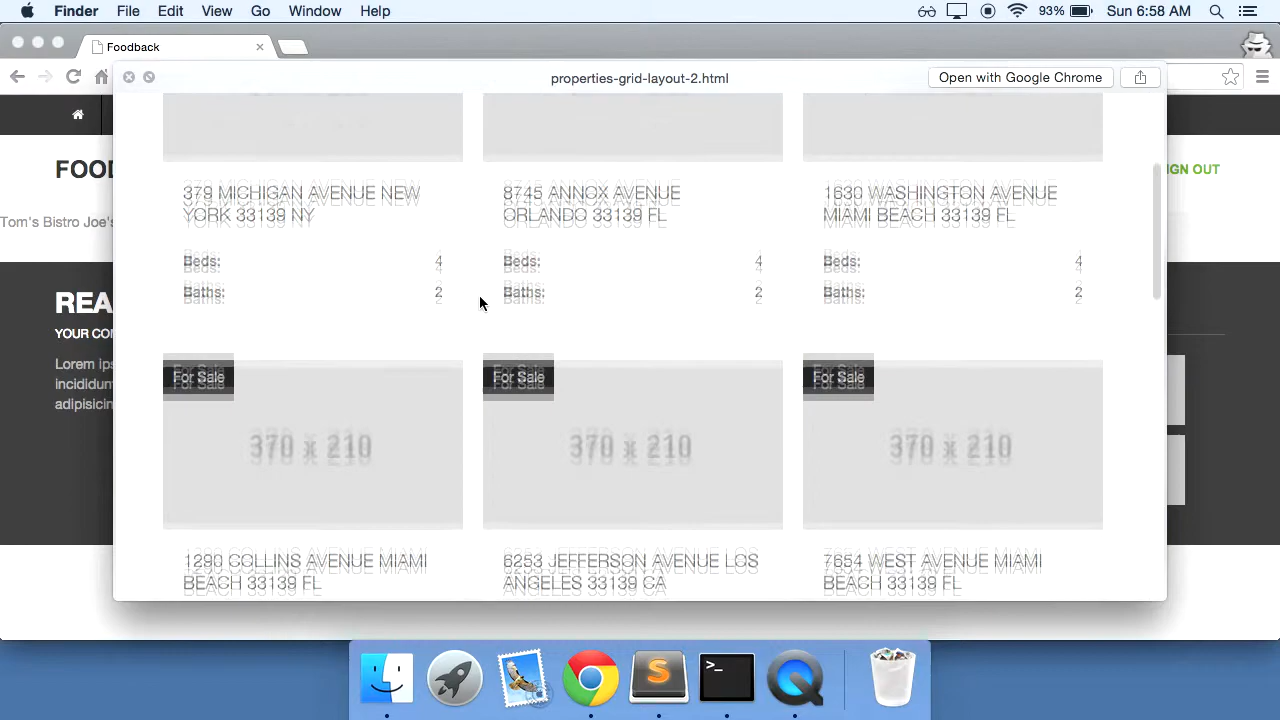 Finder File Edit View Go Window Help
93% Sun 6:58 AM
Foodback
properties-grid-layout-2.html
Open with Google Chrome
FOOD
IGN OUT
Tom's Bistro Joe's
REA
YOUR CO
Lorem ips
incididun
adipisicin
379 MICHIGAN AVENUE NEW
YORK 33139 NY
Beds: 4
Baths: 2
8745 ANNOX AVENUE
ORLANDO 33139 FL
Beds: 4
Baths: 2
1630 WASHINGTON AVENUE
MIAMI BEACH 33139 FL
Beds: 4
Baths: 2
For Sale
370 x 210
1290 COLLINS AVENUE MIAMI
BEACH 33139 FL
For Sale
370 x 210
6253 JEFFERSON AVENUE LOS
ANGELES 33139 CA
For Sale
370 x 210
7654 WEST AVENUE MIAMI
BEACH 33139 FL